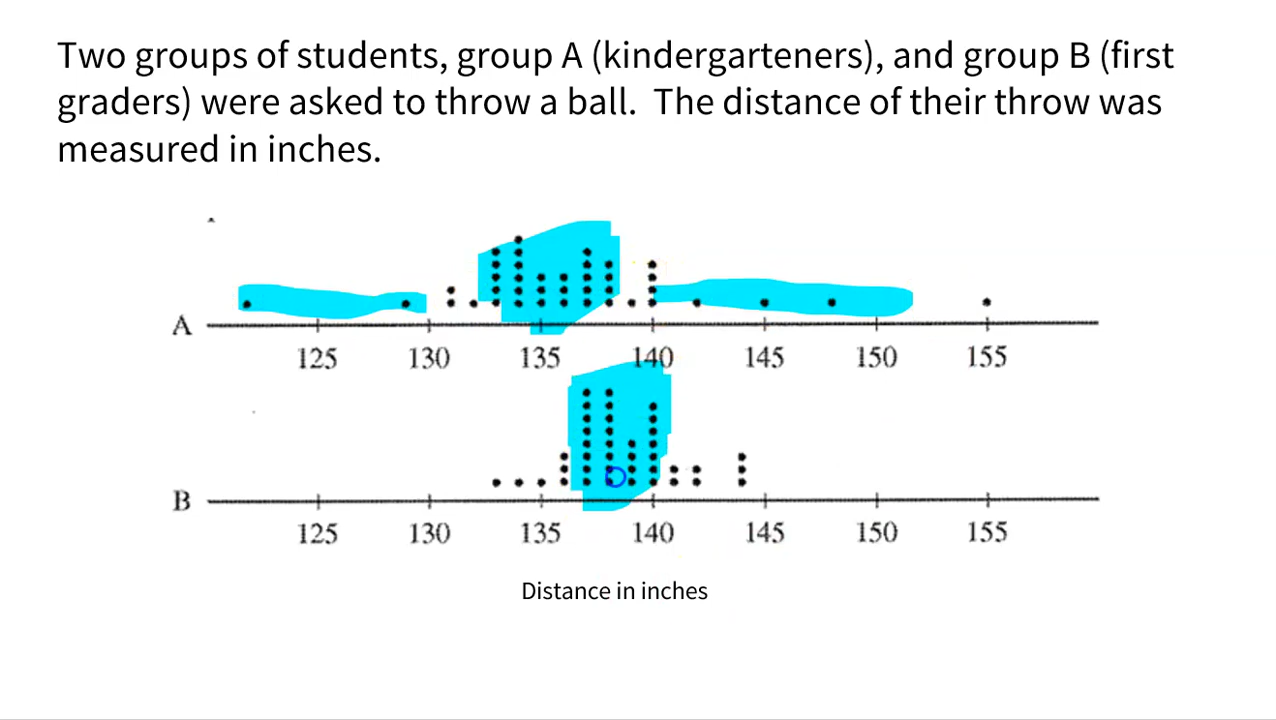 Two groups of students, group A (kindergarteners), and group B (first
graders) were asked to throw a ball.  The distance of their throw was
measured in inches.
A
125 130 135 140 145 150 155
B
125 130 135 140 145 150 155
Distance in inches